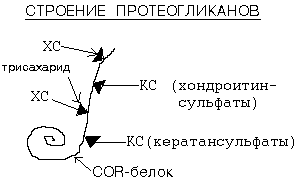 СТРОЕНИЕ ПРОТЕОГЛИКАНОВ
ХС
трисахарид
КС (хондроитин-
сульфаты)
ХС
КС (кератансульфаты)
COR-белок